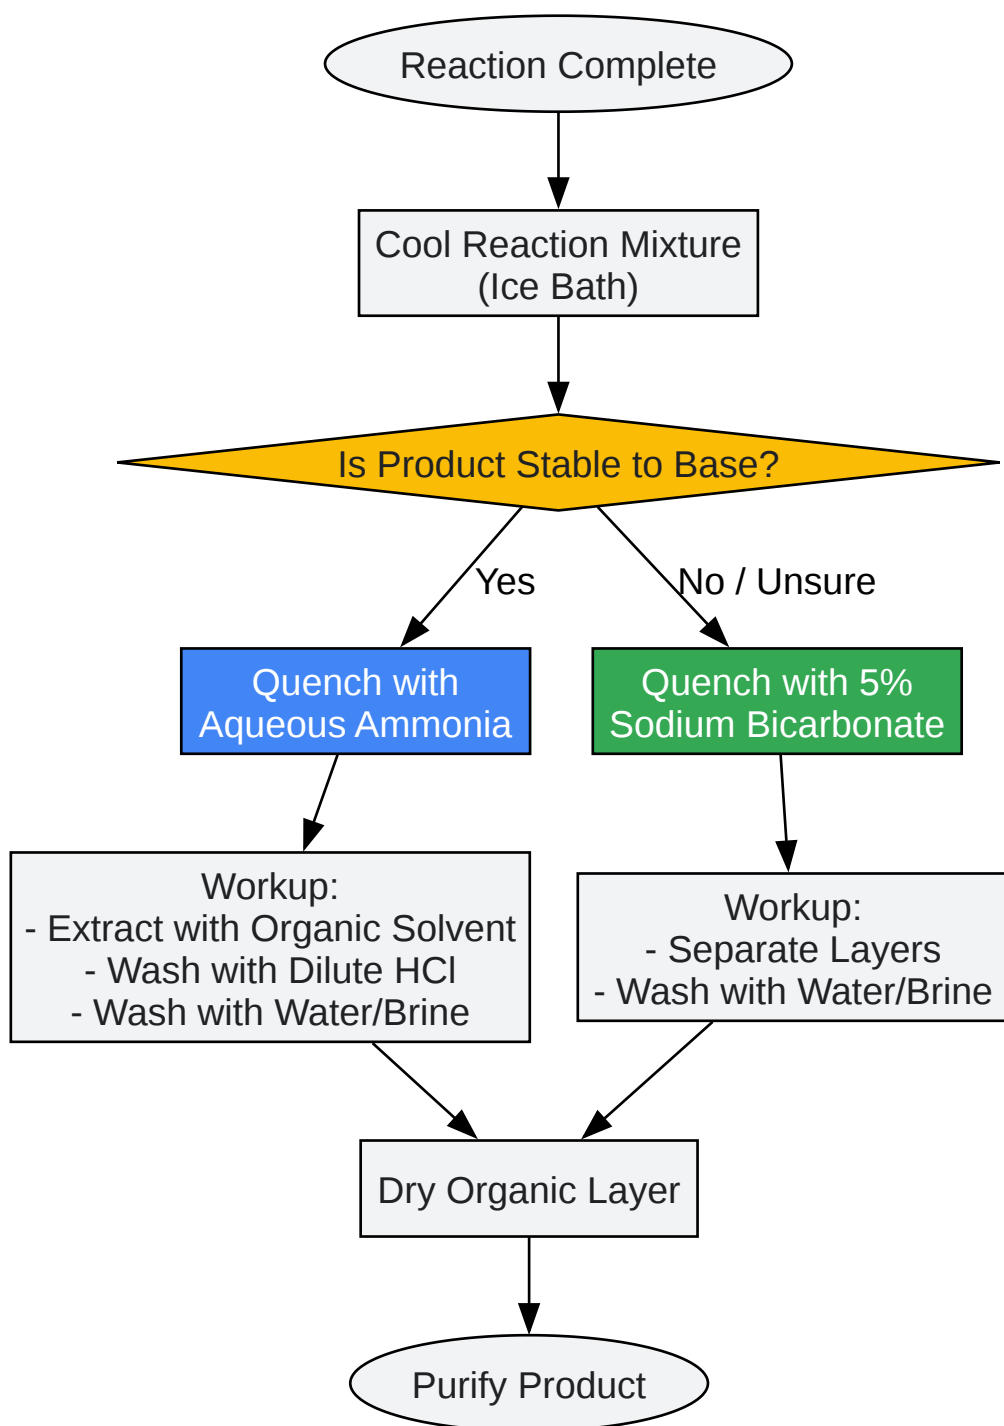 Reaction Complete
Cool Reaction Mixture
(Ice Bath)
Is Product Stable to Base?
Yes
No / Unsure
Quench with
Aqueous Ammonia
Quench with 5%
Sodium Bicarbonate
Workup:
- Extract with Organic Solvent
- Wash with Dilute HCl
- Wash with Water/Brine
Workup:
- Separate Layers
- Wash with Water/Brine
Dry Organic Layer
Purify Product